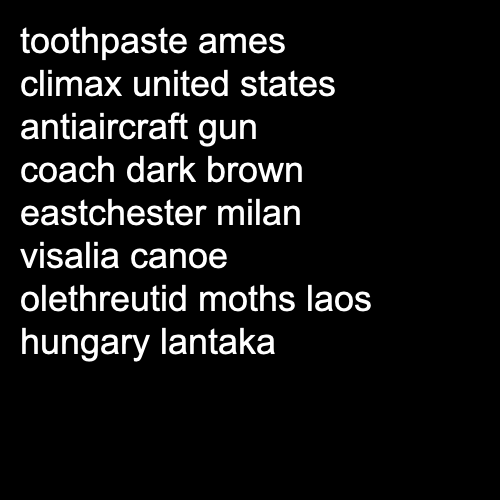 toothpaste ames
climax united states
antiaircraft gun
coach dark brown
eastchester milan
visalia canoe
olethreutid moths laos
hungary lantaka